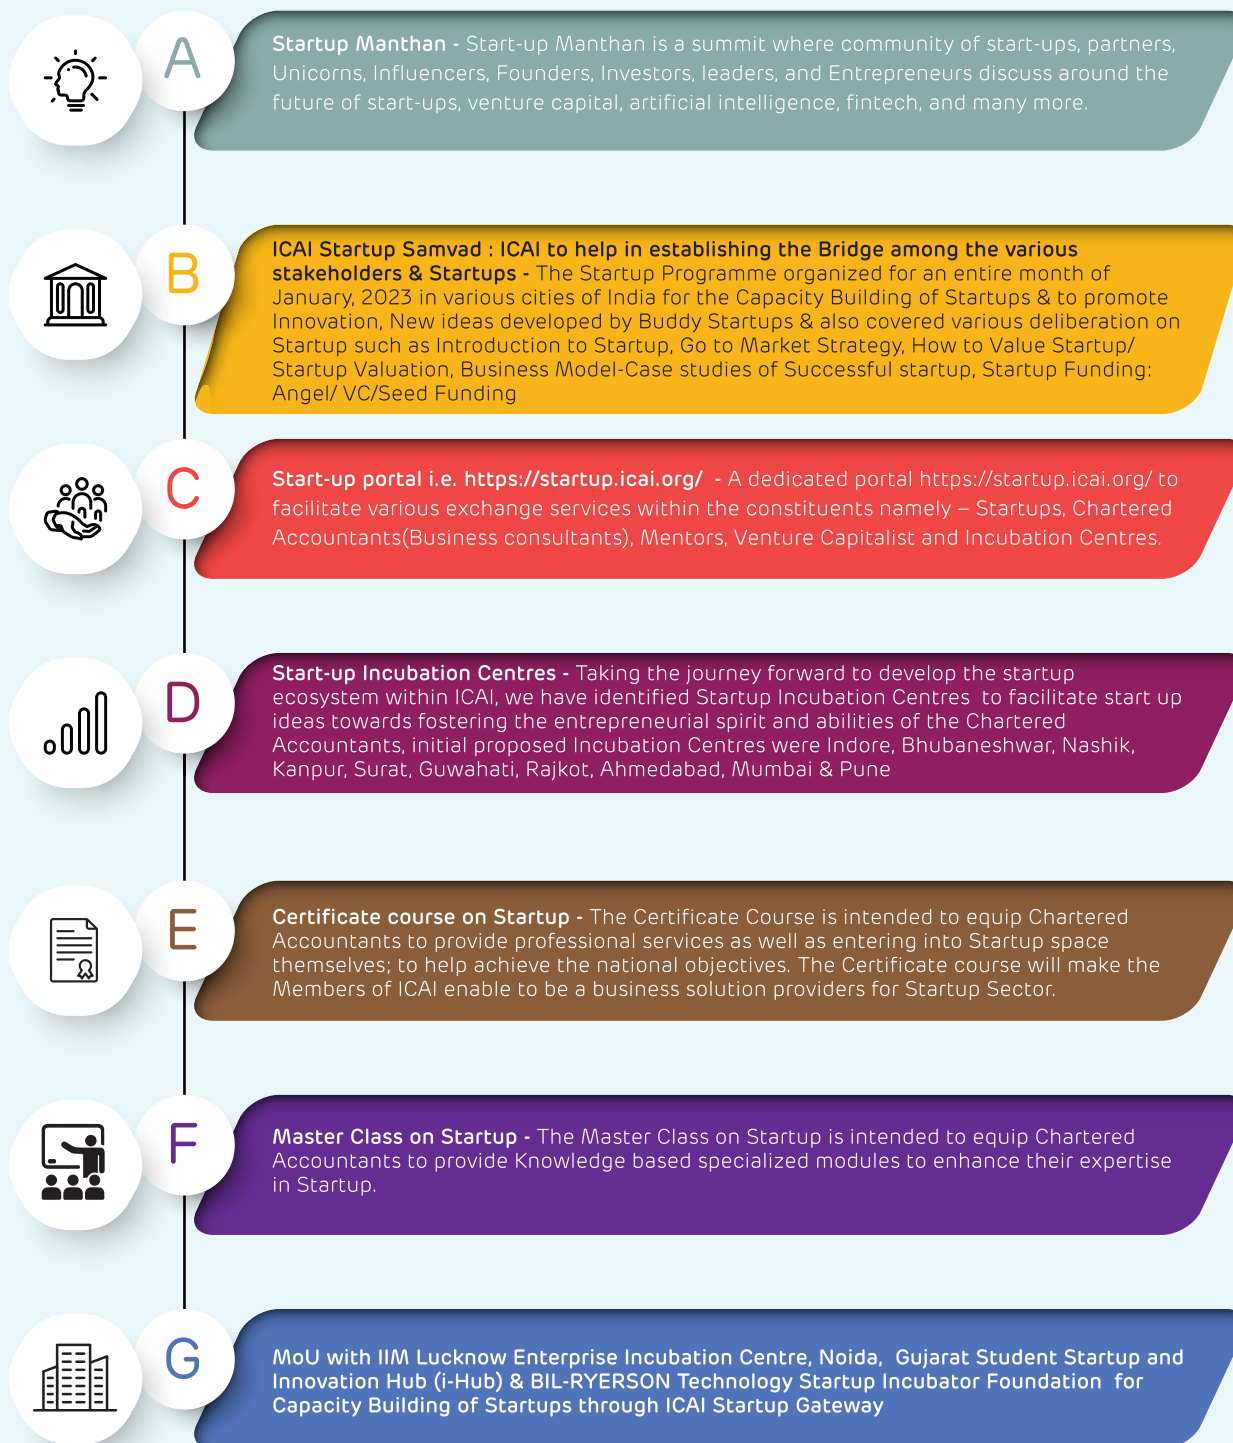 A
Startup Manthan - Start-up Manthan is a summit where community of start-ups, partners,
Unicorns, Influencers, Founders, Investors, leaders, and Entrepreneurs discuss around the
future of start-ups, venture capital, artificial intelligence, fintech, and many more.
B
ICAI Startup Samvad : ICAI to help in establishing the Bridge among the various
stakeholders & Startups - The Startup Programme organized for an entire month of
January, 2023 in various cities of India for the Capacity Building of Startups & to promote
Innovation, New ideas developed by Buddy Startups & also covered various deliberation on
Startup such as Introduction to Startup, Go to Market Strategy, How to Value Startup/
Startup Valuation, Business Model-Case studies of Successful startup, Startup Funding:
Angel/ VC/Seed Funding
C
Start-up portal i.e. https://startup.icai.org/ - A dedicated portal https://startup.icai.org/ to
facilitate various exchange services within the constituents namely – Startups, Chartered
Accountants(Business consultants), Mentors, Venture Capitalist and Incubation Centres.
D
Start-up Incubation Centres - Taking the journey forward to develop the startup
ecosystem within ICAI, we have identified Startup Incubation Centres to facilitate start up
ideas towards fostering the entrepreneurial spirit and abilities of the Chartered
Accountants, initial proposed Incubation Centres were Indore, Bhubaneshwar, Nashik,
Kanpur, Surat, Guwahati, Rajkot, Ahmedabad, Mumbai & Pune
E
Certificate course on Startup - The Certificate Course is intended to equip Chartered
Accountants to provide professional services as well as entering into Startup space
themselves; to help achieve the national objectives. The Certificate course will make the
Members of ICAI enable to be a business solution providers for Startup Sector.
F
Master Class on Startup - The Master Class on Startup is intended to equip Chartered
Accountants to provide Knowledge based specialized modules to enhance their expertise
in Startup.
G
MoU with IIM Lucknow Enterprise Incubation Centre, Noida, Gujarat Student Startup and
Innovation Hub (i-Hub) & BIL-RYERSON Technology Startup Incubator Foundation for
Capacity Building of Startups through ICAI Startup Gateway